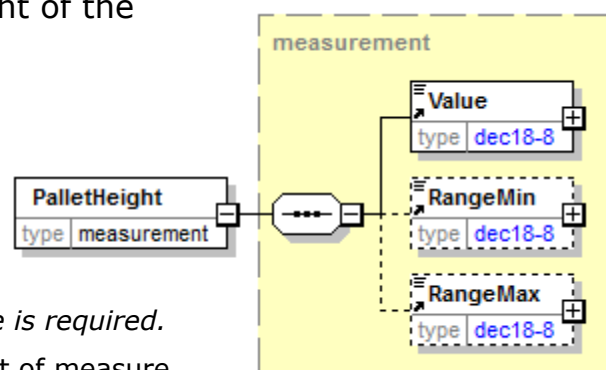 nt of the
measurement
Value
type dec18-8
PalletHeight
type measurement
RangeMin
type dec18-8
RangeMax
type dec18-8
e is required.
t of measure